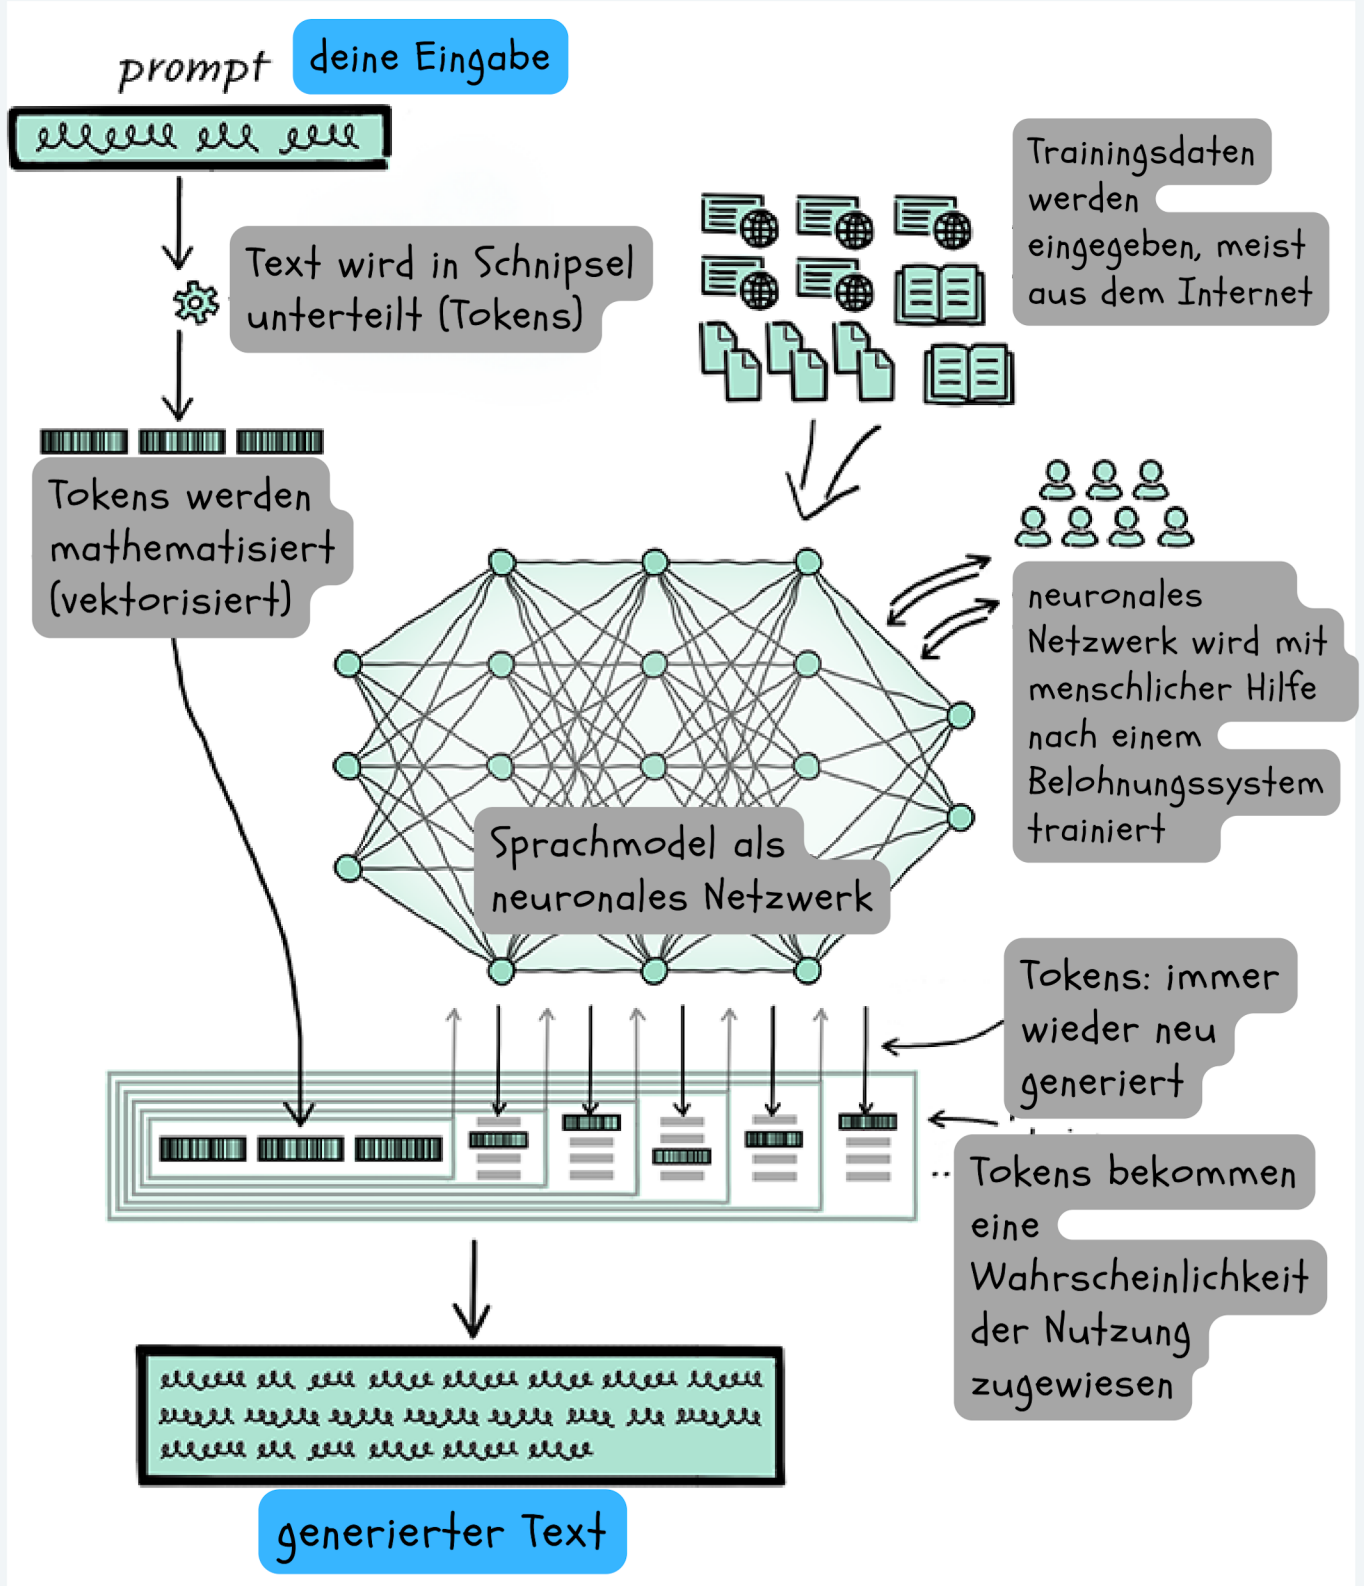 prompt
deine Eingabe
Text wird in Schnipsel
unterteilt (Tokens)
Tokens werden
mathematisiert
(vektorisiert)
Trainingsdaten
werden
eingegeben, meist
aus dem Internet
neuronales
Netzwerk wird mit
menschlicher Hilfe
nach einem
Belohnungssystem
trainiert
Sprachmodel als
neuronales Netzwerk
Tokens: immer
wieder neu
generiert
Tokens bekommen
eine
Wahrscheinlichkeit
der Nutzung
zugewiesen
generierter Text